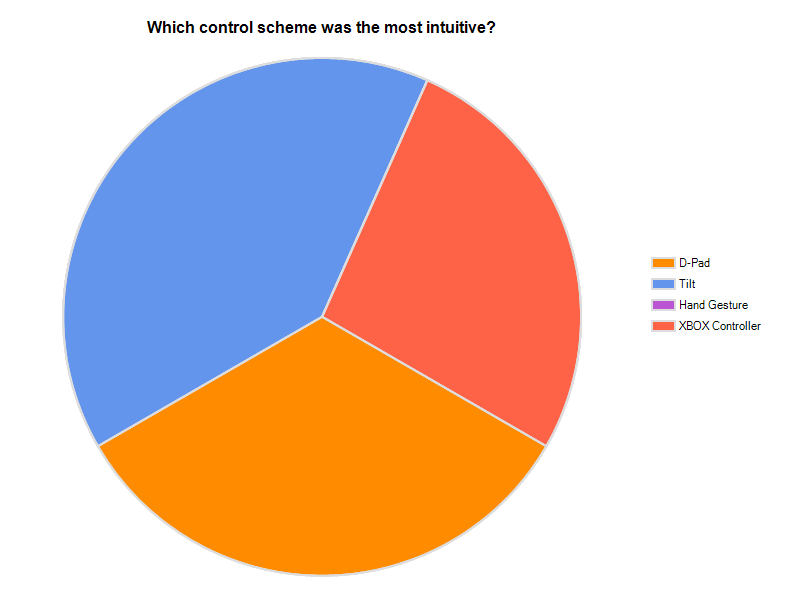 Which control scheme was the most intuitive?
D-Pad
Tilt
Hand Gesture
XBOX Controller